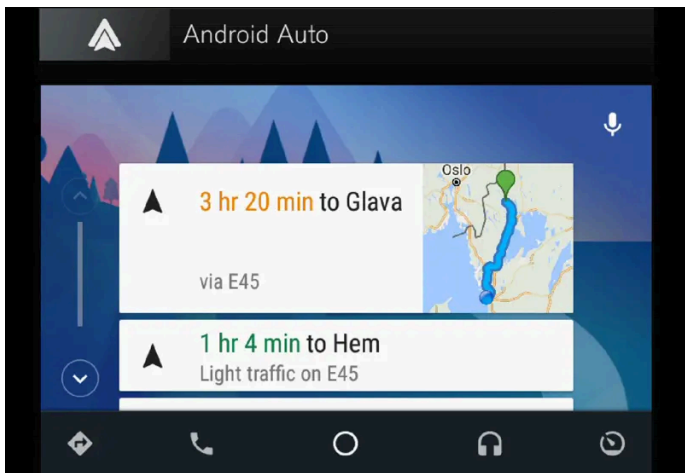 Android Auto
3 hr 20 min to Glava
Oslo
via E45
1 hr 4 min to Hem
Light traffic on E45